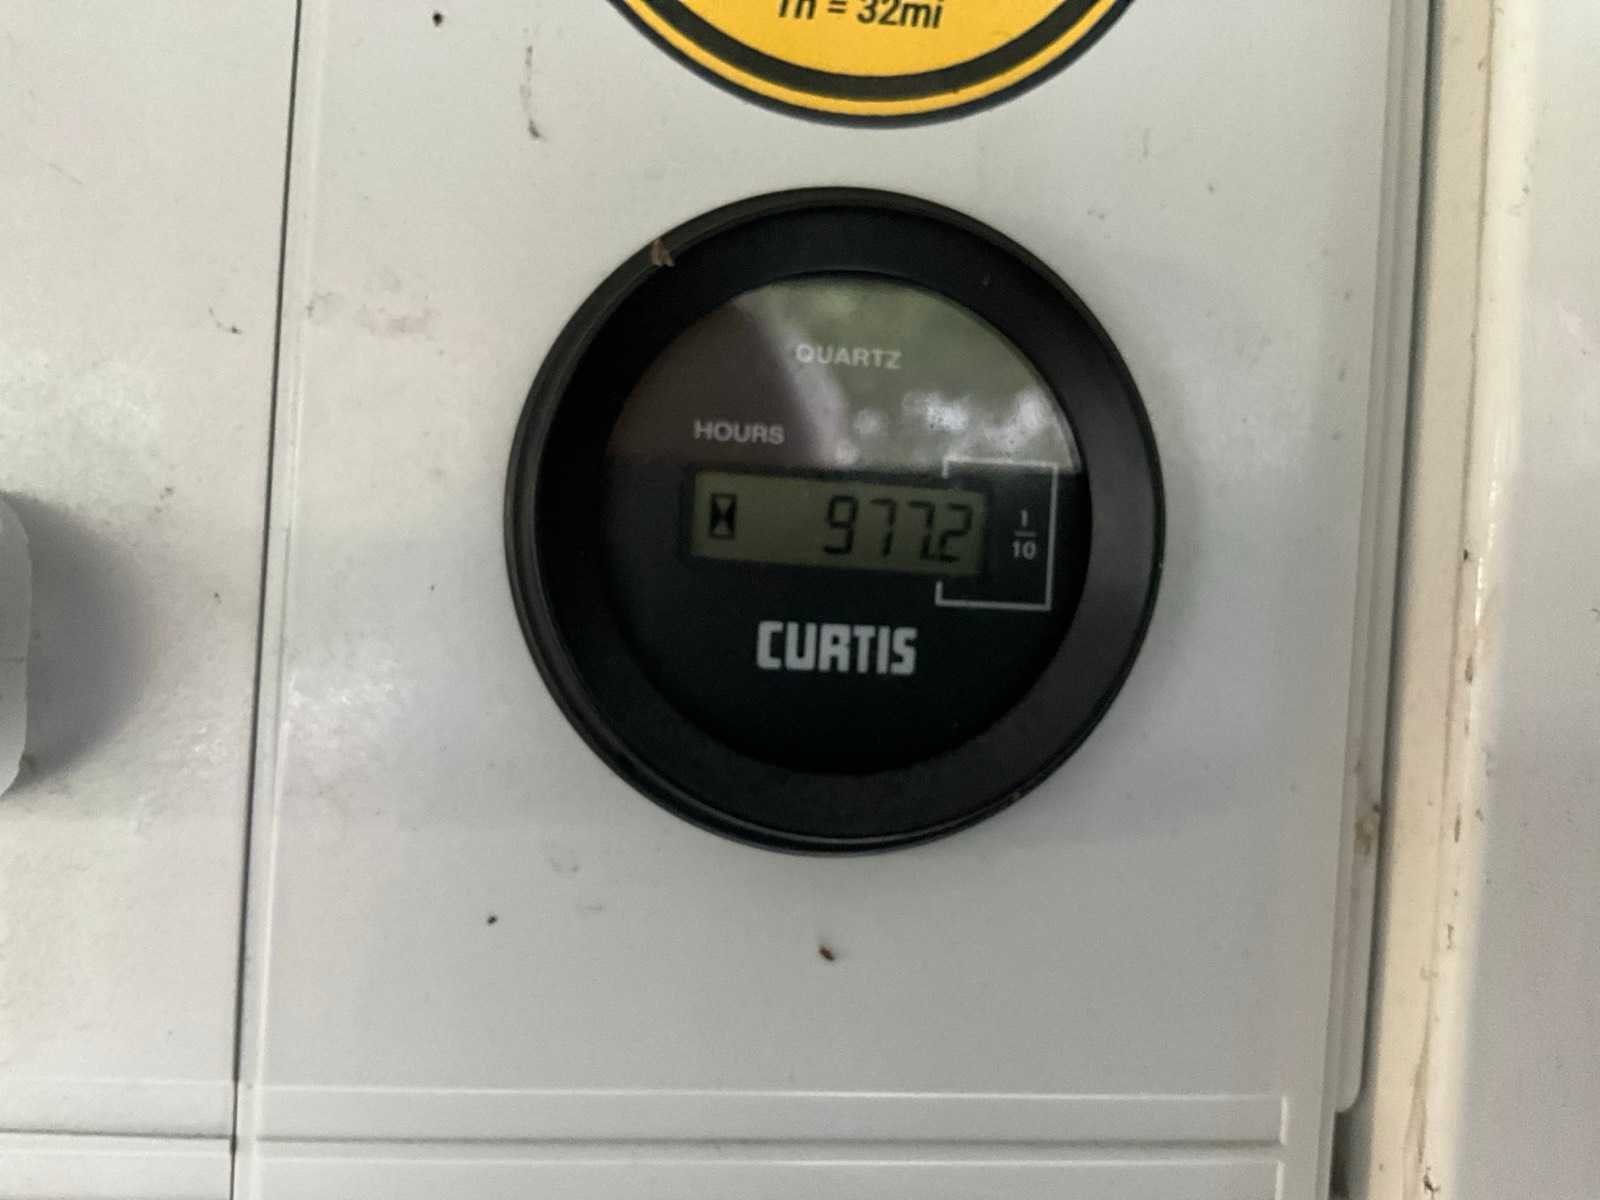 1h = 32mi
QUARTZ
HOURS
977.2
1
10
CURTIS